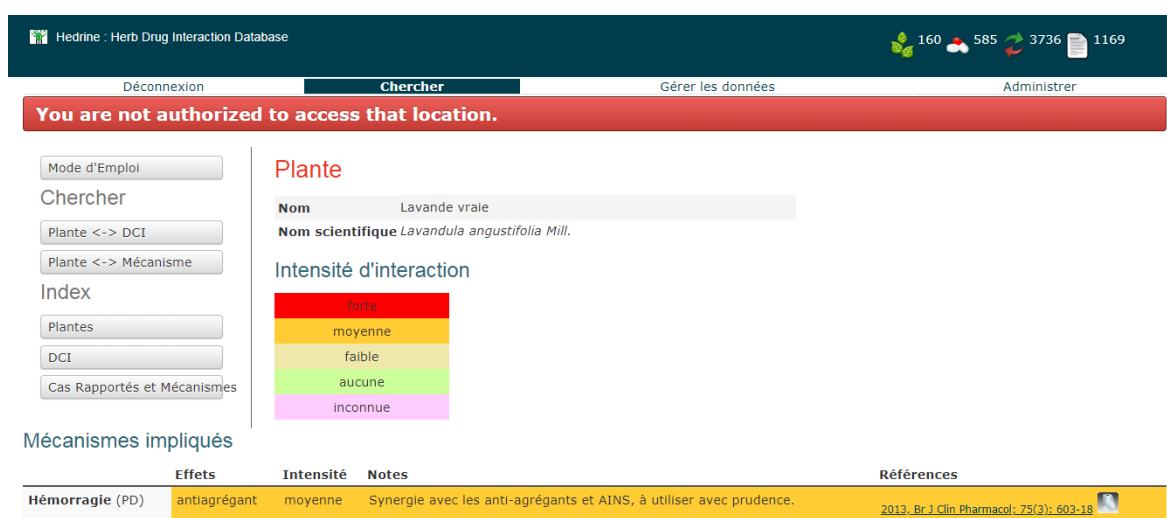 Hedrine : Herb Drug Interaction Database
160 585 3736 1169
Déconnexion Chercher Gérer les données Administrer
You are not authorized to access that location.
Mode d'Emploi
Chercher
Plante <-> DCI
Plante <-> Mécanisme
Index
Plantes
DCI
Cas Rapportés et Mécanismes
Plante
Nom Lavande vraie
Nom scientifique Lavandula angustifolia Mill.
Intensité d'interaction
forte
moyenne
faible
aucune
inconnue
Mécanismes impliqués
Effets Intensité Notes Références
Hémorragie (PD) antiagrégant moyenne Synergie avec les anti-agrégants et AINS, à utiliser avec prudence. 2013, Br J Clin Pharmacol; 75(3): 603-18